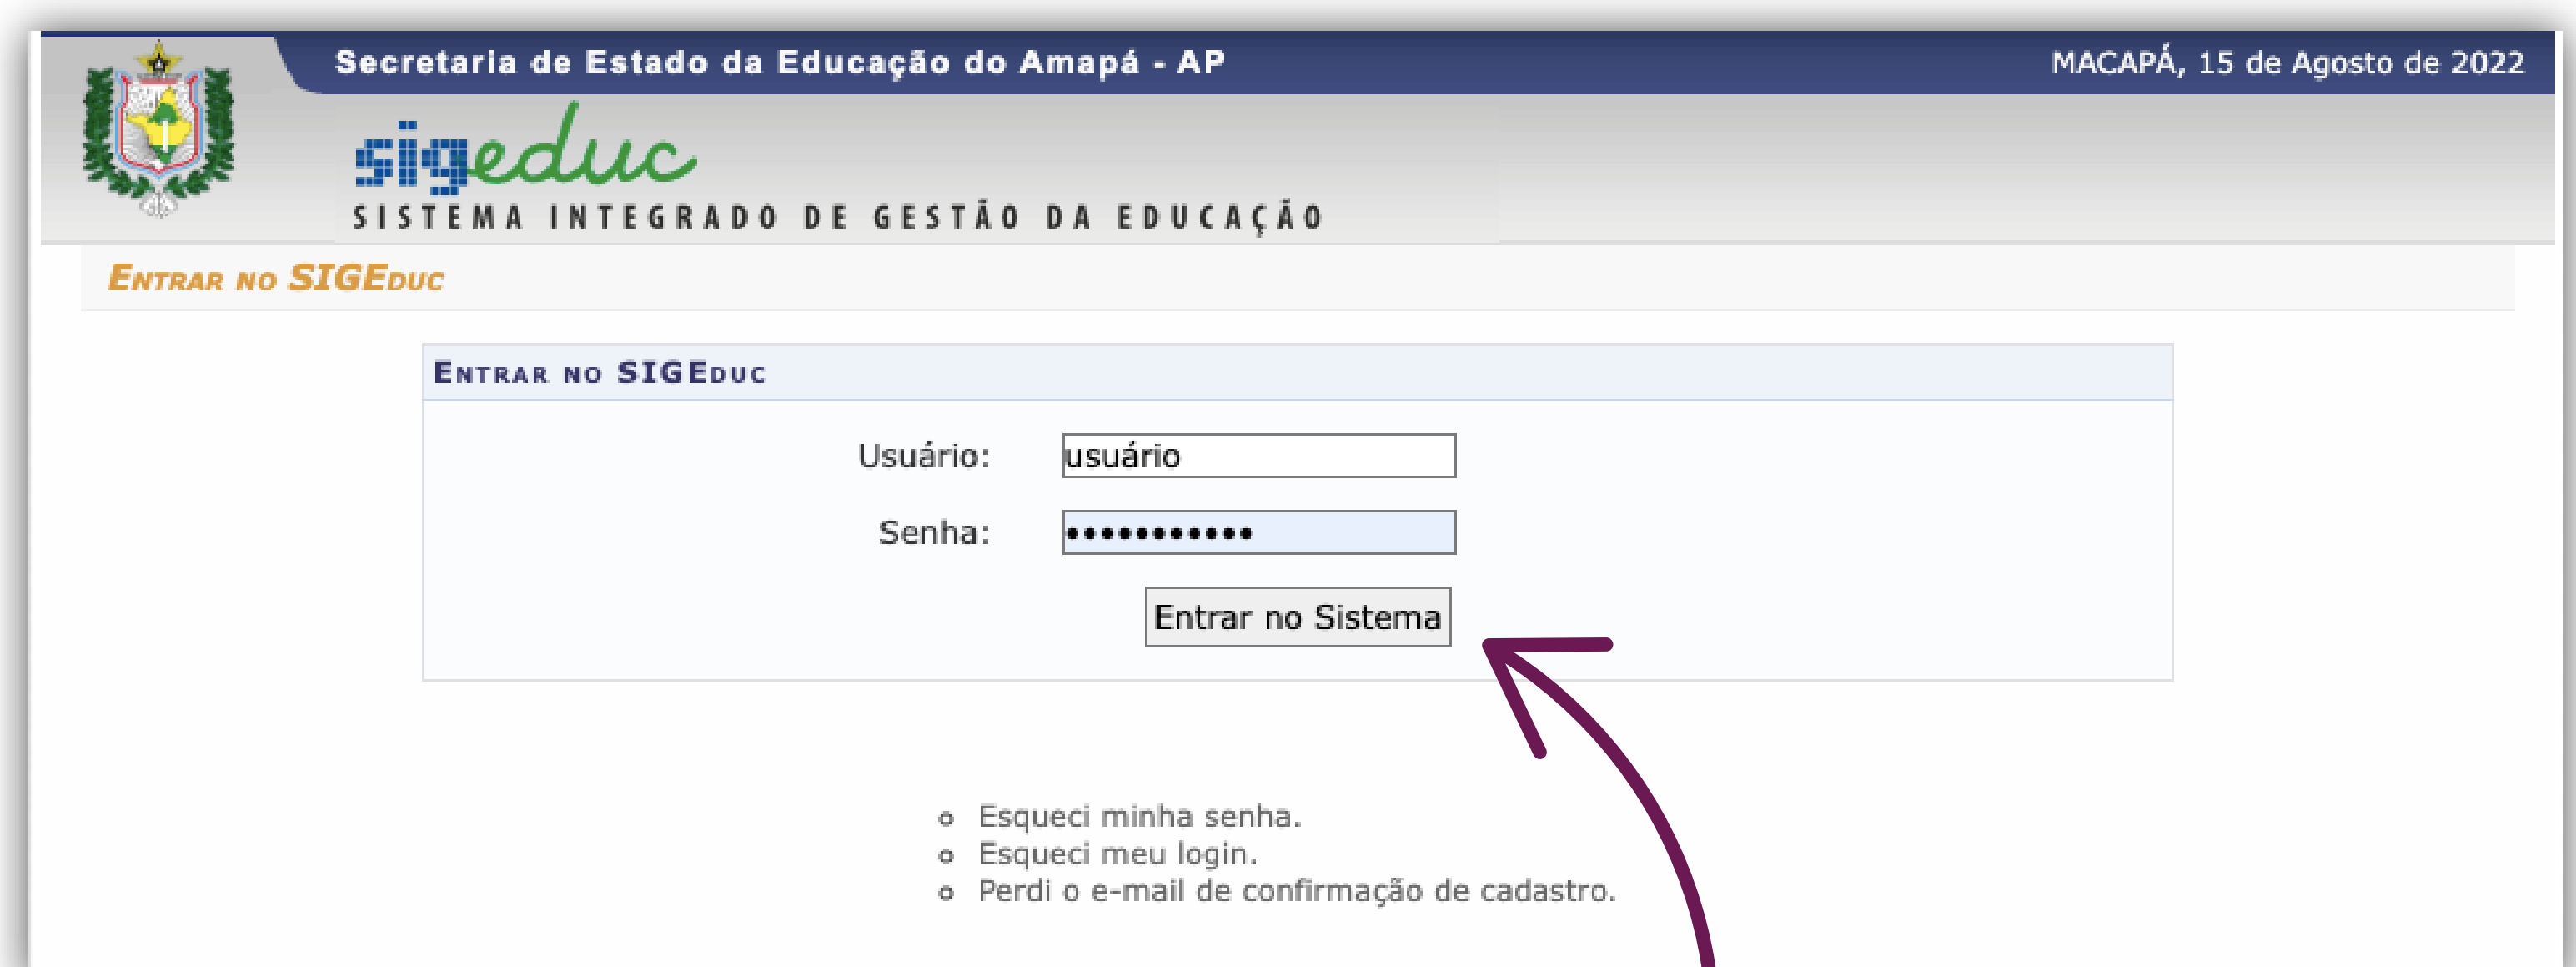 Secretaria de Estado da Educação do Amapá - AP
MACAPÁ, 15 de Agosto de 2022
sigeduc
SISTEMA INTEGRADO DE GESTÃO DA EDUCAÇÃO
Entrar no SIGEduc
Entrar no SIGEduc
Usuário: usuário
Senha: •••••••••••
Entrar no Sistema
Esqueci minha senha.
Esqueci meu login.
Perdi o e-mail de confirmação de cadastro.